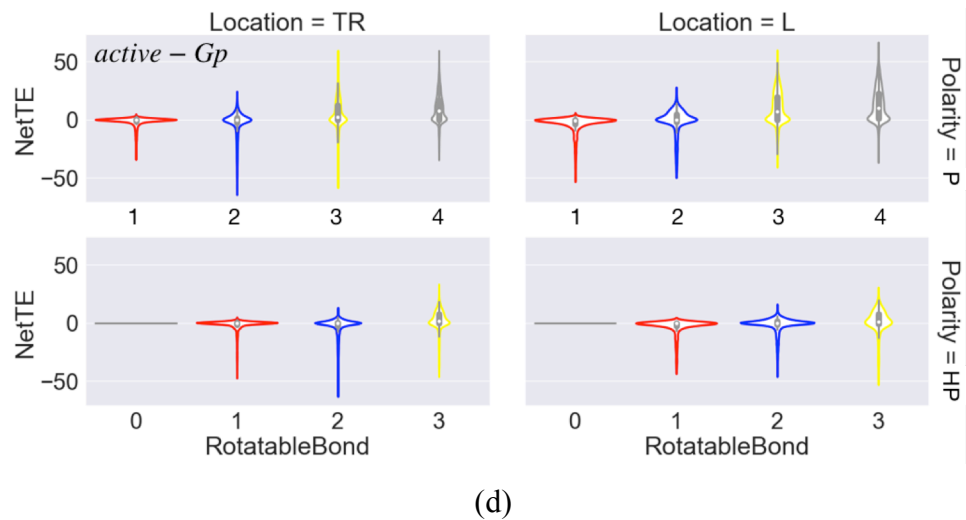 Location = TR
Location = L
active − Gp
NetTE
50
0
−50
1 2 3 4
1 2 3 4
Polarity = P
NetTE
50
0
−50
0 1 2 3
0 1 2 3
RotatableBond
RotatableBond
Polarity = HP
(d)